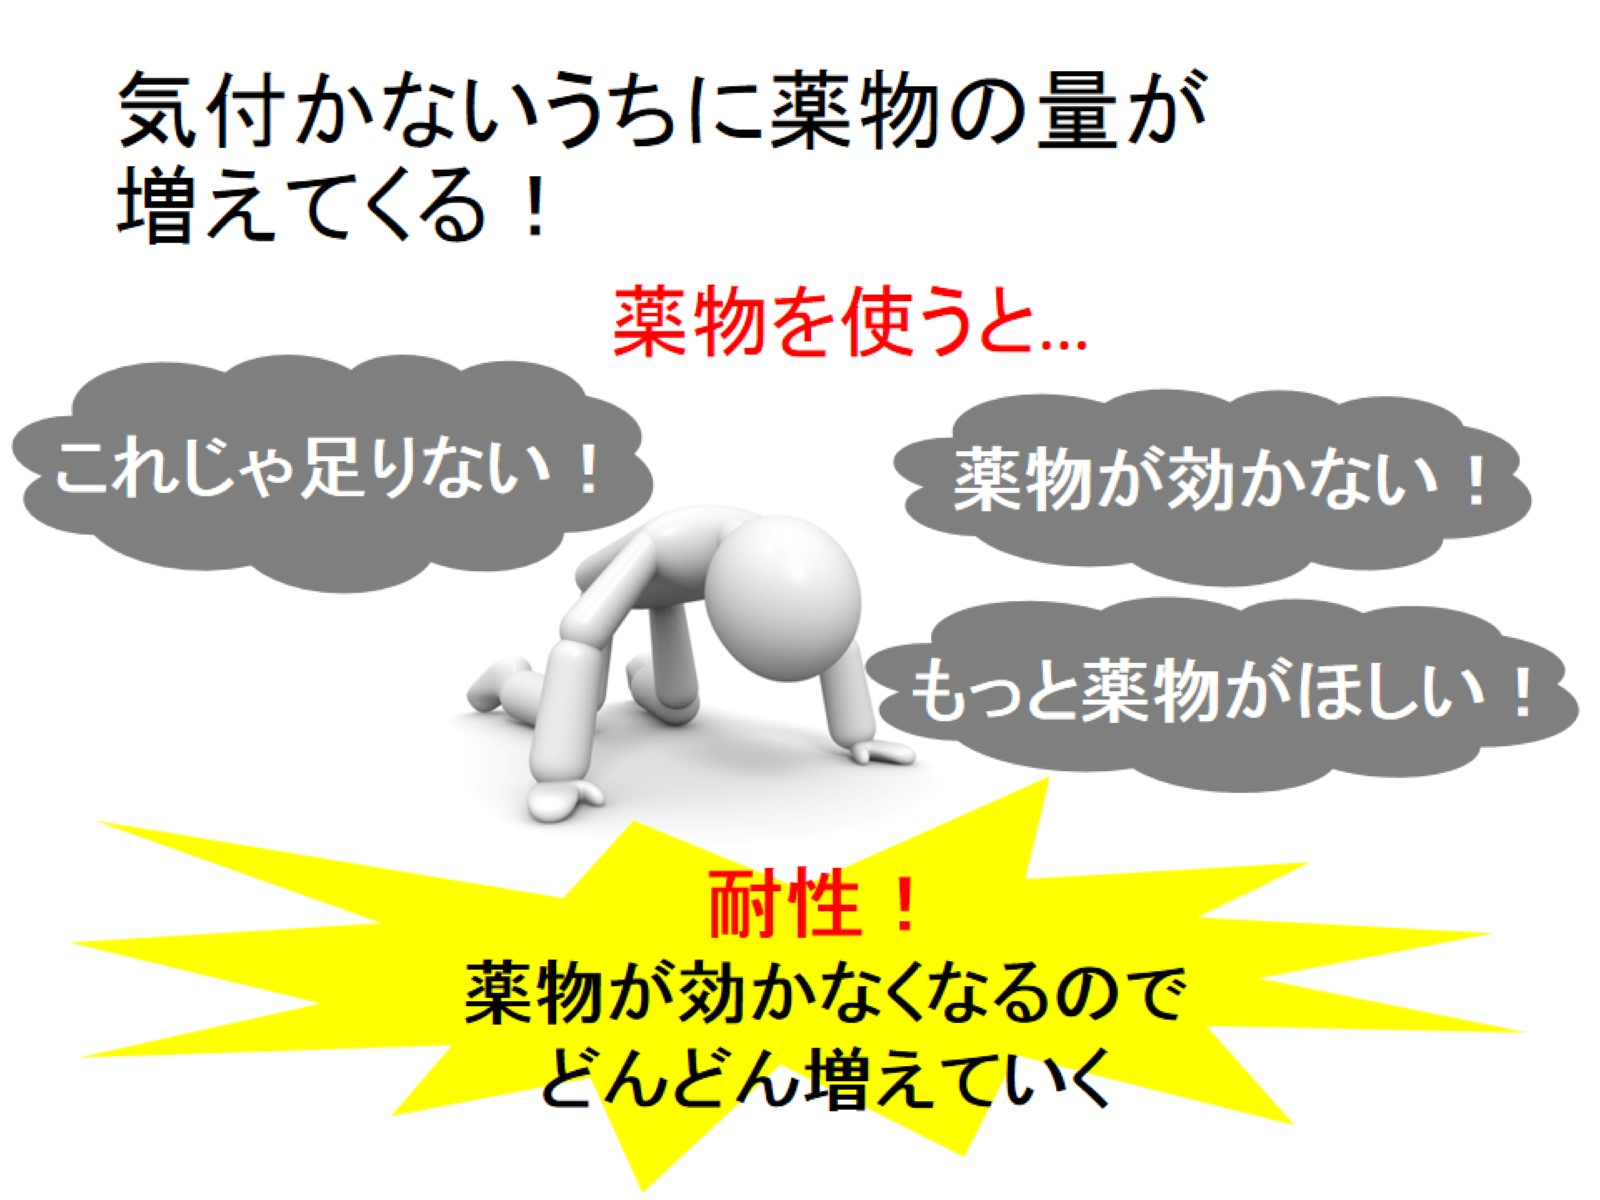 気付かないうちに薬物の量が
増えてくる！
薬物を使うと…
これじゃ足りない！
薬物が効かない！
もっと薬物がほしい！
耐性！
薬物が効かなくなるので
どんどん増えていく